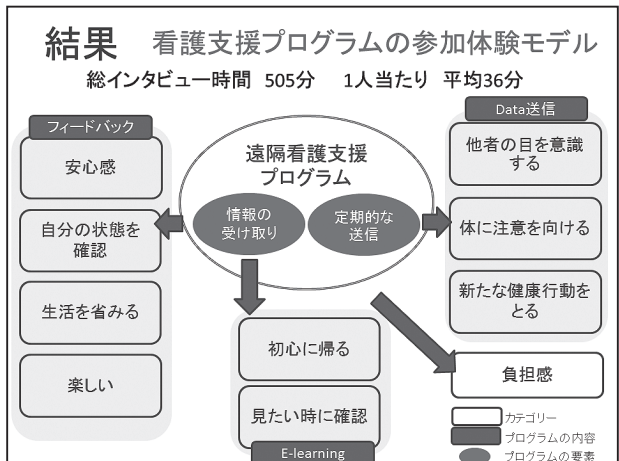 結果 看護支援プログラムの参加体験モデル
総インタビュー時間 505分 1人当たり 平均36分
フィードバック
安心感
自分の状態を
確認
生活を省みる
楽しい
遠隔看護支援
プログラム
情報の
受け取り
定期的な
送信
初心に帰る
見たい時に確認
E-learning
Data送信
他者の目を意識
する
体に注意を向ける
新たな健康行動を
とる
負担感
カテゴリー
プログラムの内容
プログラムの要素